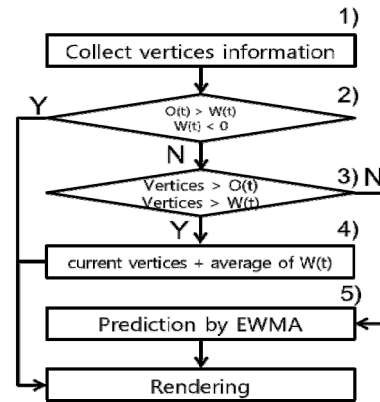 1)
Collect vertices information
2)
Y
O(t) > W(t)
W(t) < 0
N
3)
N
Vertices > O(t)
Vertices > W(t)
Y
4)
current vertices + average of W(t)
5)
Prediction by EWMA
Rendering